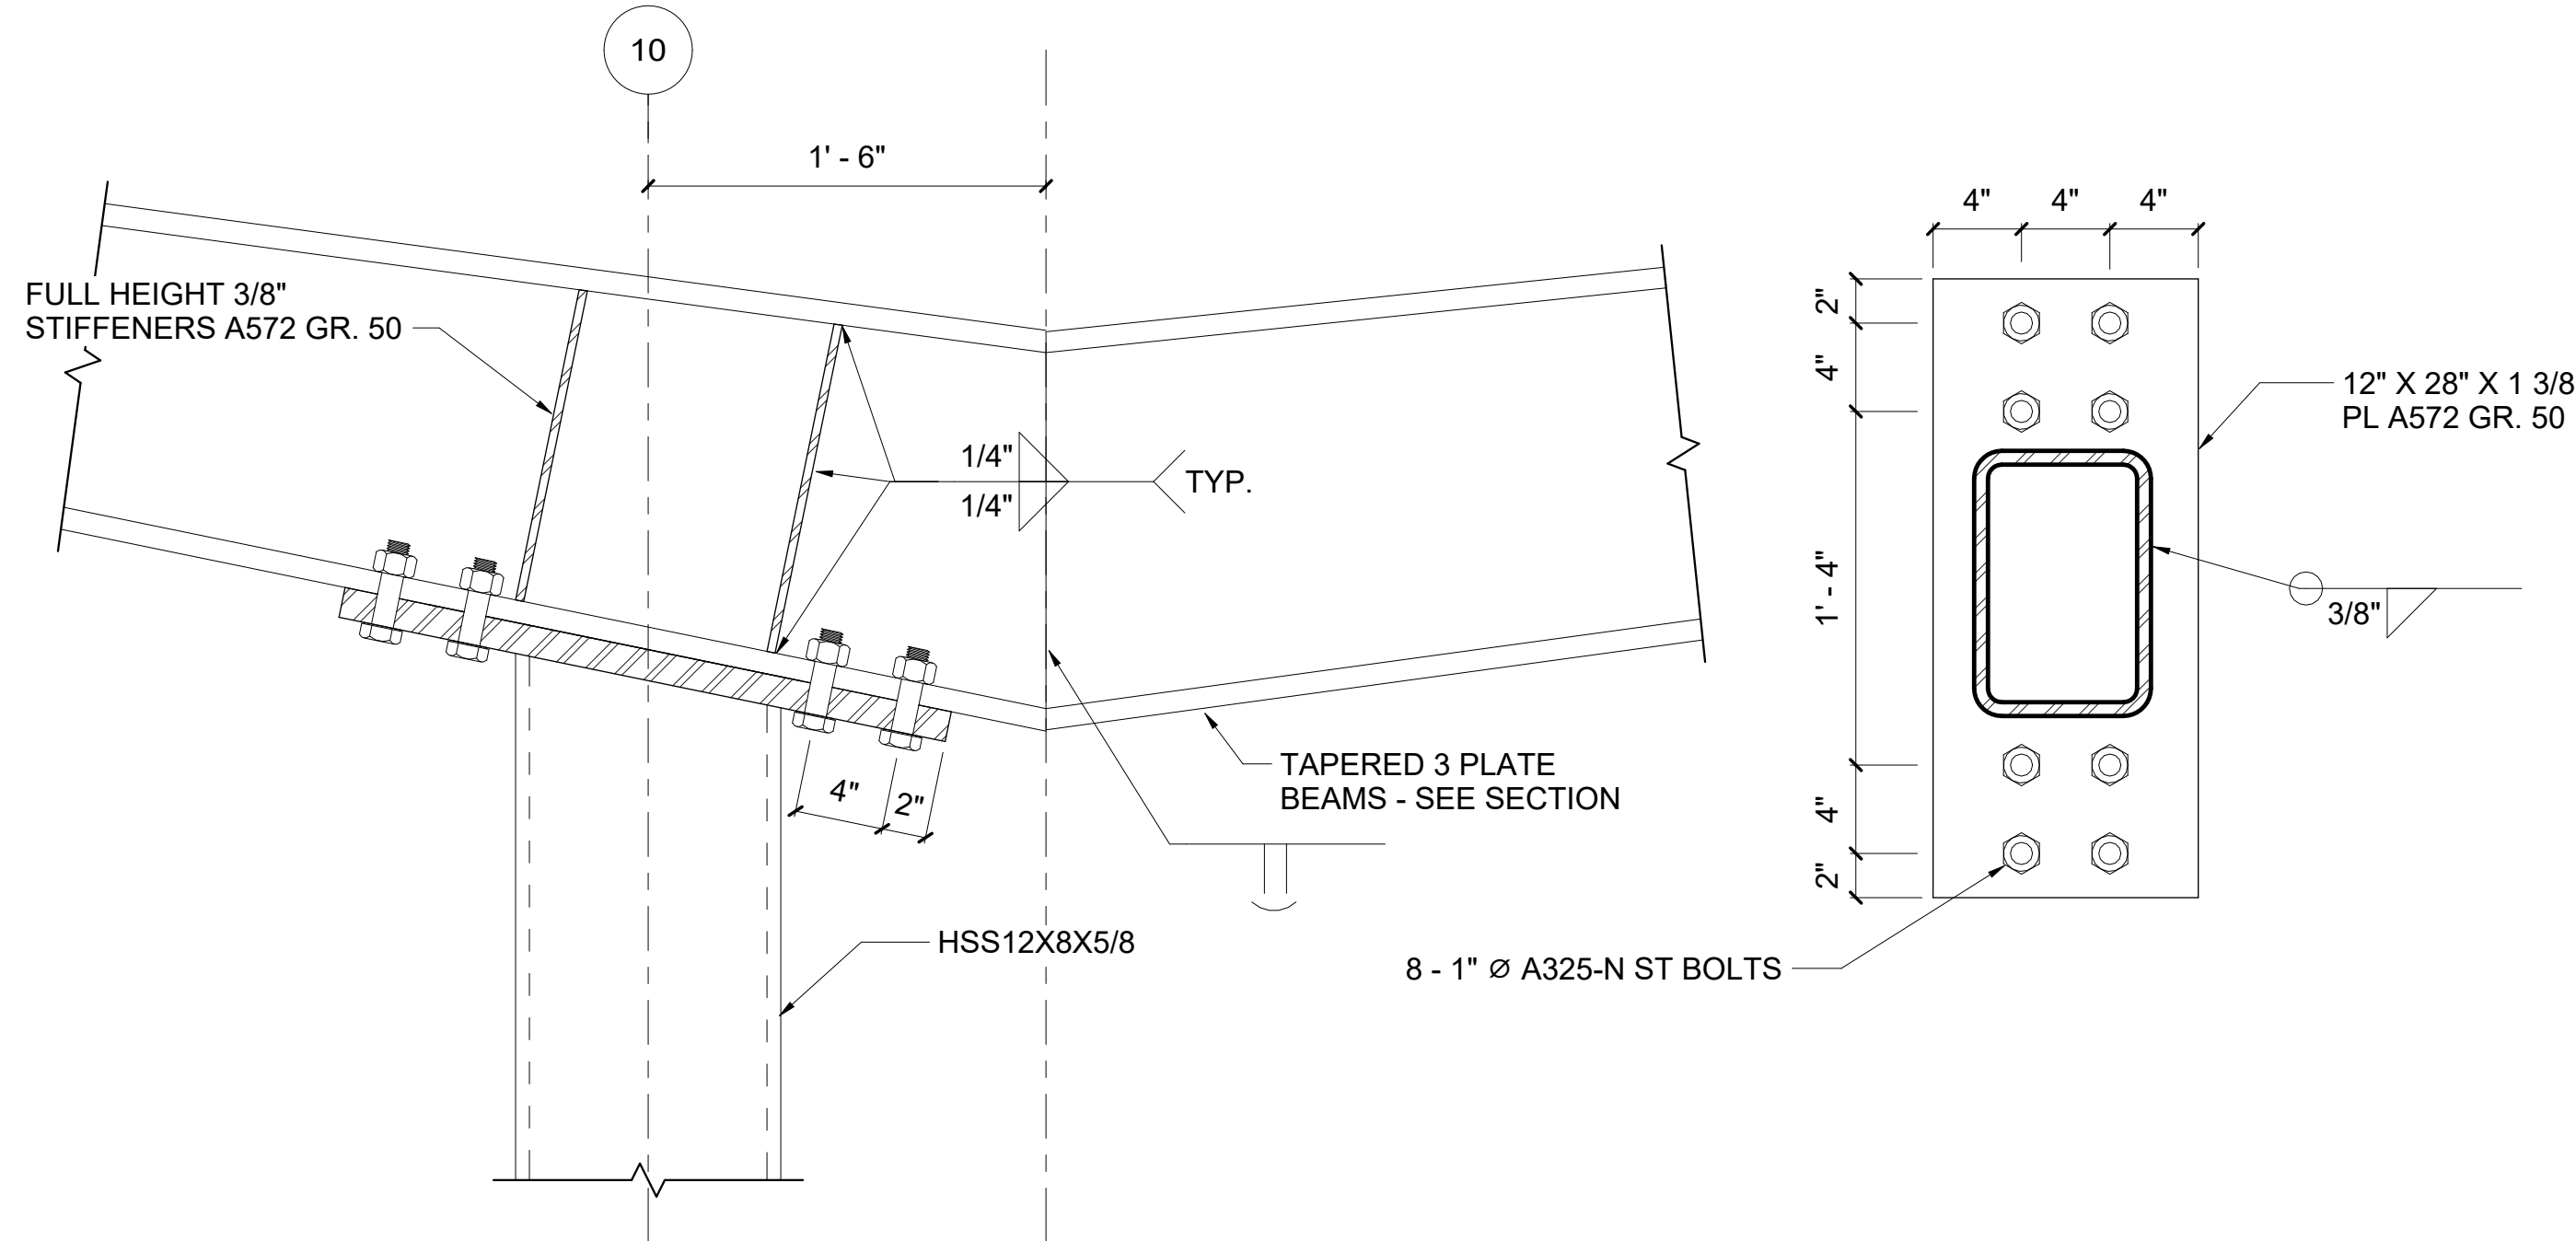 10
1' - 6"
FULL HEIGHT 3/8"
STIFFENERS A572 GR. 50
1/4"
1/4"
TYP.
4"
2"
TAPERED 3 PLATE
BEAMS - SEE SECTION
HSS12X8X5/8
4"
4"
4"
2"
4"
1' - 4"
4"
2"
12" X 28" X 1 3/8
PL A572 GR. 50
3/8"
8 - 1" ∅ A325-N ST BOLTS